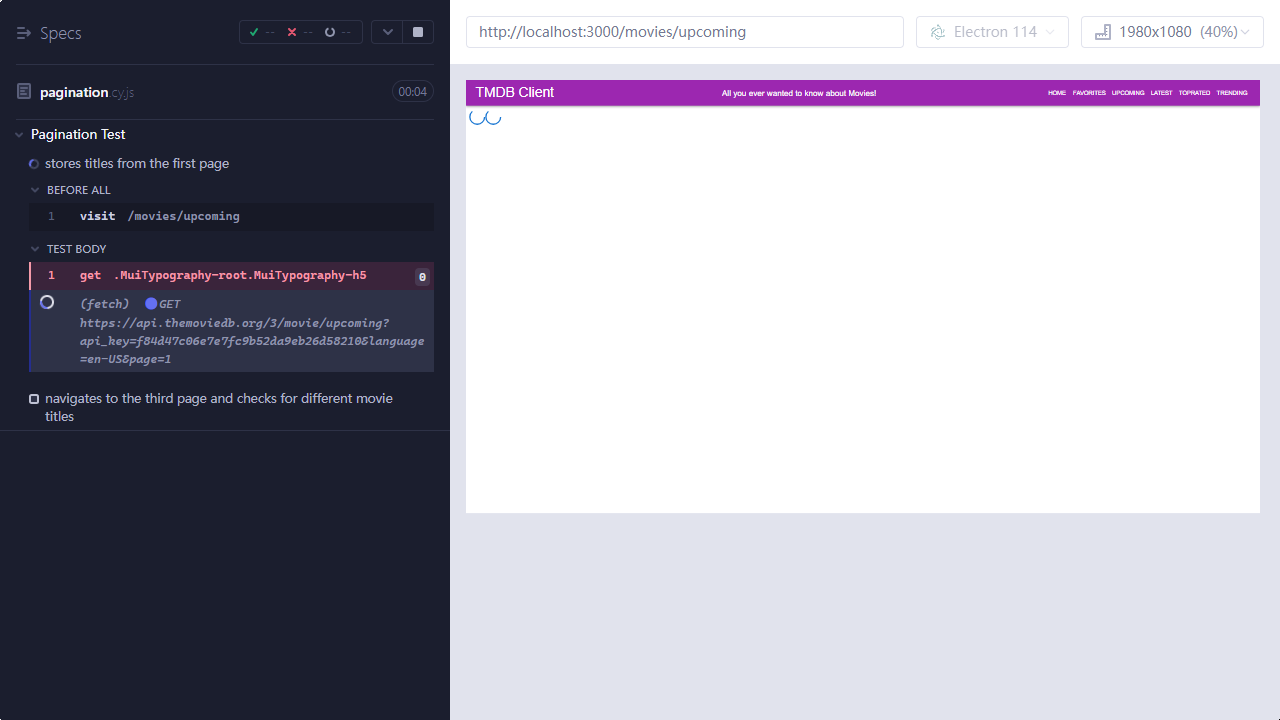 Specs
--
--
--
http://localhost:3000/movies/upcoming
Electron 114
1980x1080 (40%)
pagination.cy.js
00:04
Pagination Test
stores titles from the first page
BEFORE ALL
1 visit /movies/upcoming
TEST BODY
1 get .MuiTypography-root.MuiTypography-h5 0
(fetch) GET
https://api.themoviedb.org/3/movie/upcoming?
api_key=f84d47c06e7e7fc9b52da9eb26d58210&language
=en-US&page=1
navigates to the third page and checks for different movie
titles
TMDB Client
All you ever wanted to know about Movies!
HOME FAVORITES UPCOMING LATEST TOPRATED TRENDING